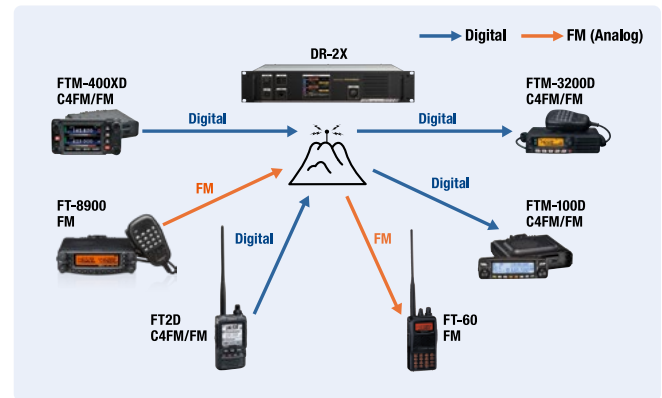 Digital
FM (Analog)
DR-2X
FTM-400XD
C4FM/FM
Digital
Digital
FTM-3200D
C4FM/FM
FT-8900
FM
FM
Digital
FM
Digital
FTM-100D
C4FM/FM
FT2D
C4FM/FM
FT-60
FM